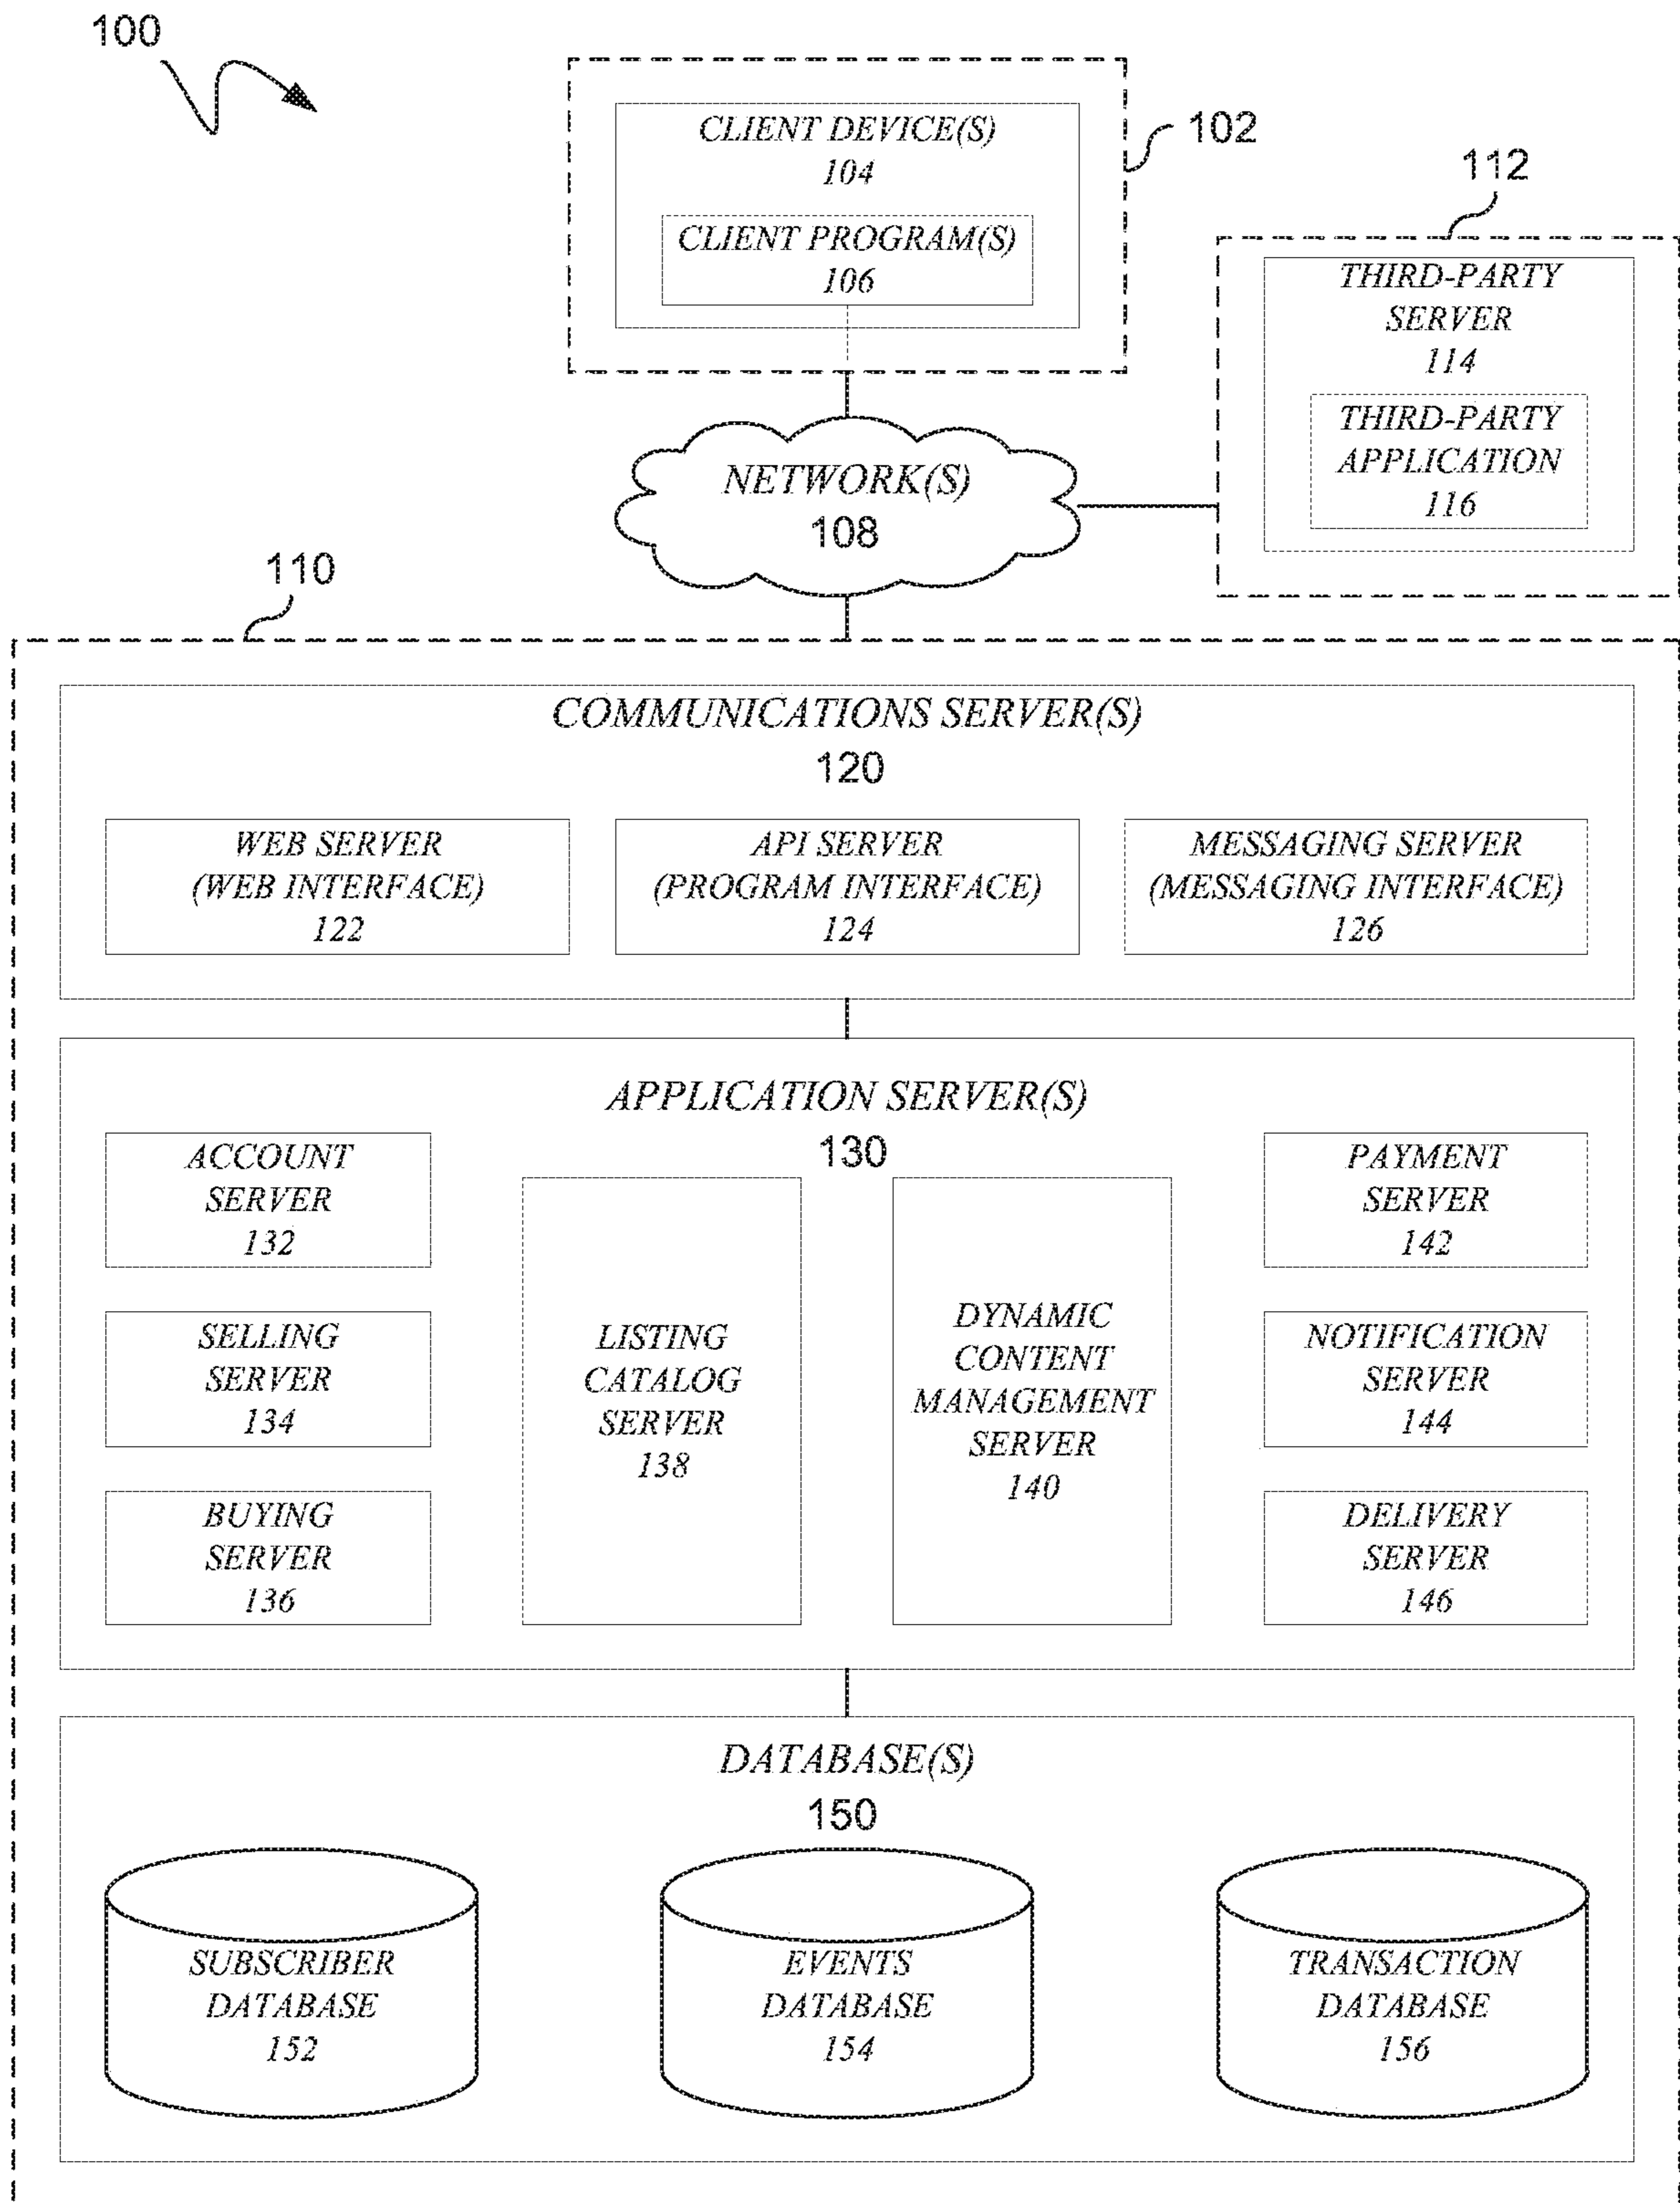 100
CLIENT DEVICE(S)
104
CLIENT PROGRAM(S)
106
102
112
THIRD-PARTY
SERVER
114
THIRD-PARTY
APPLICATION
116
NETWORK(S)
108
110
COMMUNICATIONS SERVER(S)
120
WEB SERVER
(WEB INTERFACE)
122
API SERVER
(PROGRAM INTERFACE)
124
MESSAGING SERVER
(MESSAGING INTERFACE)
126
APPLICATION SERVER(S)
130
ACCOUNT
SERVER
132
SELLING
SERVER
134
BUYING
SERVER
136
LISTING
CATALOG
SERVER
138
DYNAMIC
CONTENT
MANAGEMENT
SERVER
140
PAYMENT
SERVER
142
NOTIFICATION
SERVER
144
DELIVERY
SERVER
146
DATABASE(S)
150
SUBSCRIBER
DATABASE
152
EVENTS
DATABASE
154
TRANSACTION
DATABASE
156